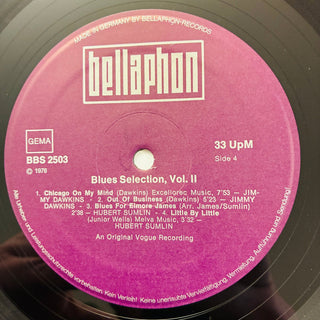 MADE IN GERMANY BY BELLAPHON RECORDS
bellaphon
GEMA
33 UpM
BBS 2503
Side 4
℗ 1978
Blues Selection, Vol. II
1. Chicago On My Mind (Dawkins) Excellorec Music, 7'53 – JIM-
MY DAWKINS - 2. Out Of Business (Dawkins) 6'23 – JIMMY
DAWKINS - 3. Blues For Elmore James (Arr. James/Sumlin)
2'38 – HUBERT SUMLIN - 4. Little By Little
(Junior Wells) Melva Music, 3'
HUBERT SUMLIN
An Original Vogue Recording
Alle Urheber- und Leistungsschutzrechte vorbehalten. Kein Verleih! Keine unerlaubte Vervielfältigung, Vermietung, Aufführung und Sendung!